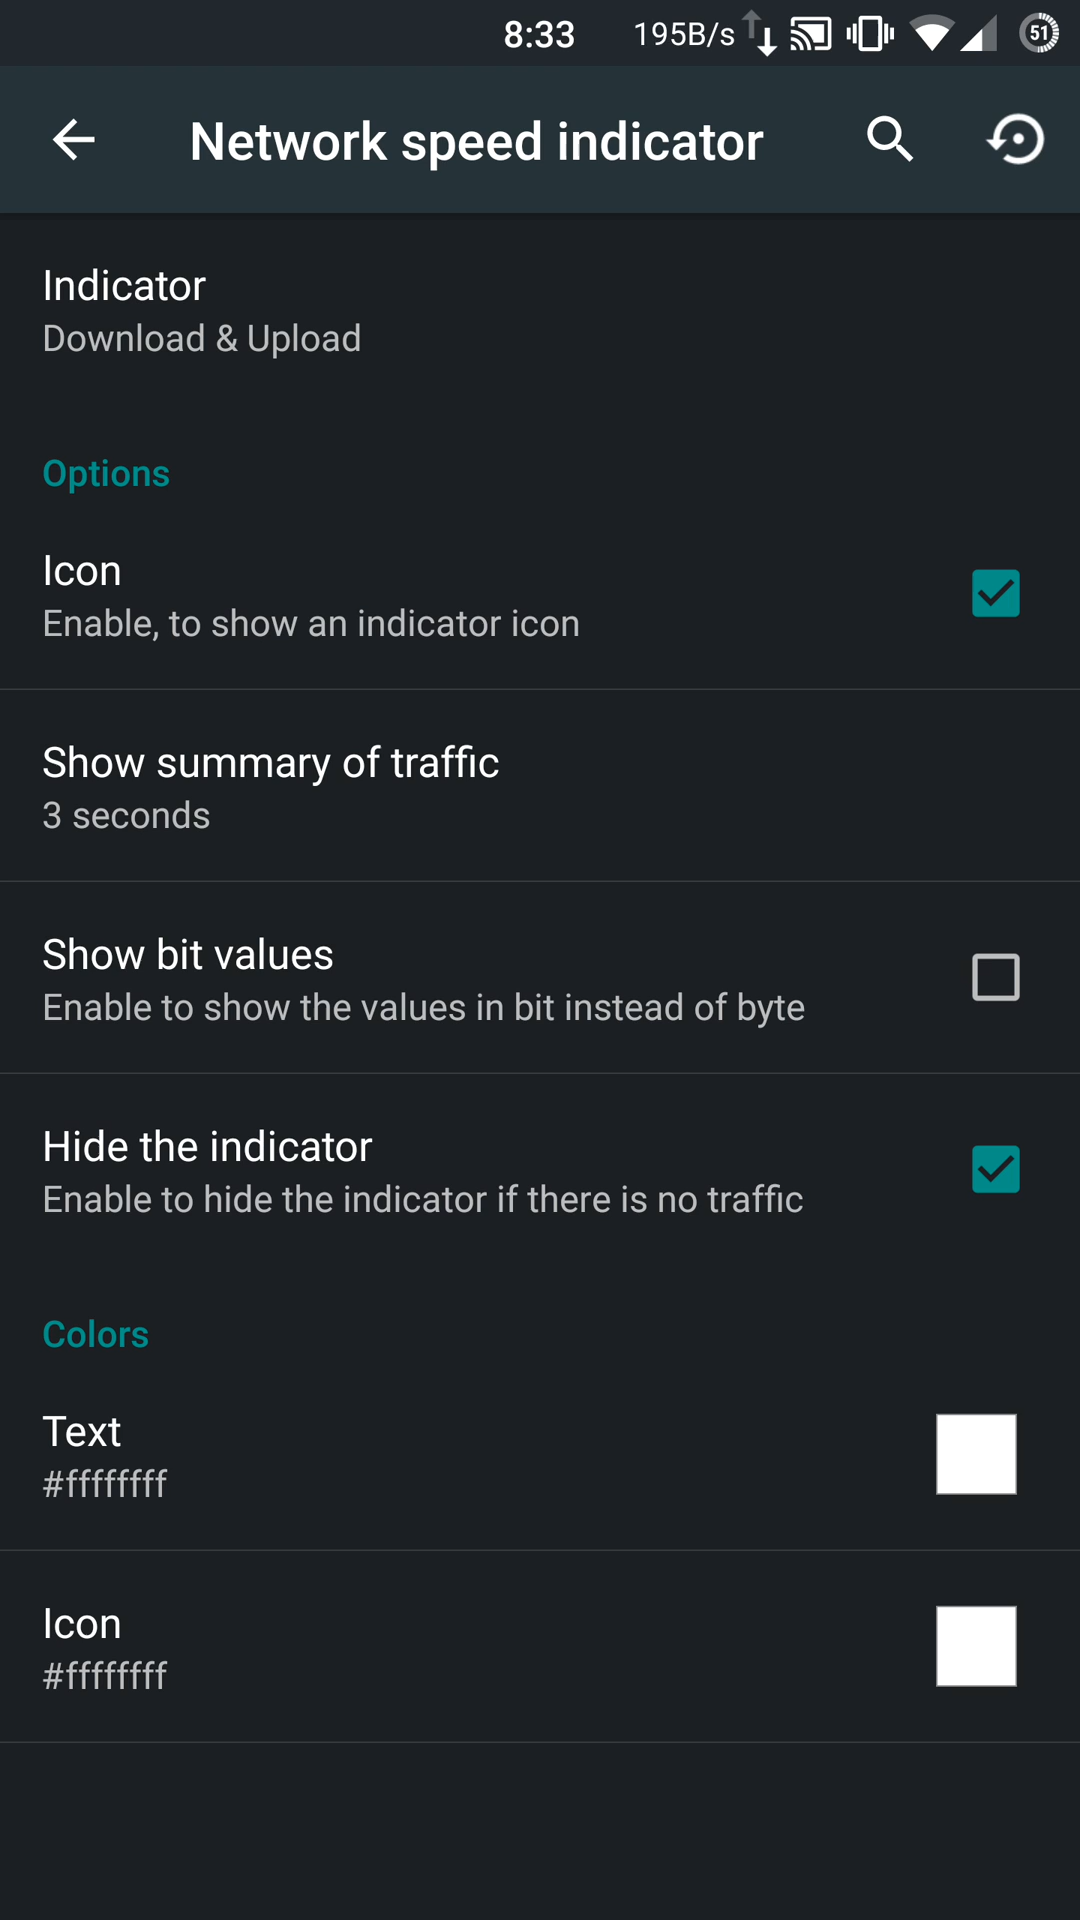 8:33 195B/s 51
Network speed indicator
Indicator
Download & Upload
Options
Icon
Enable, to show an indicator icon
Show summary of traffic
3 seconds
Show bit values
Enable to show the values in bit instead of byte
Hide the indicator
Enable to hide the indicator if there is no traffic
Colors
Text
#ffffffff
Icon
#ffffffff